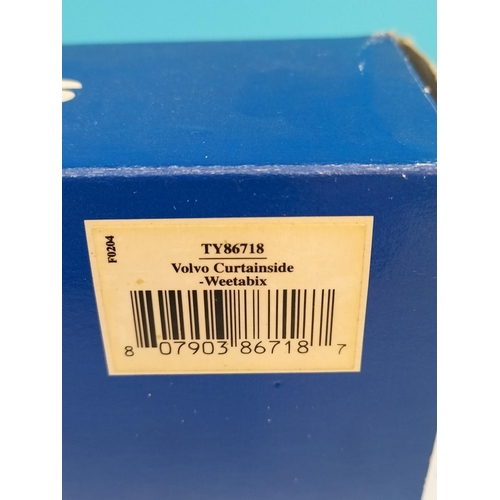 F0204
TY86718
Volvo Curtainside
-Weetabix
8 07903 86718 7